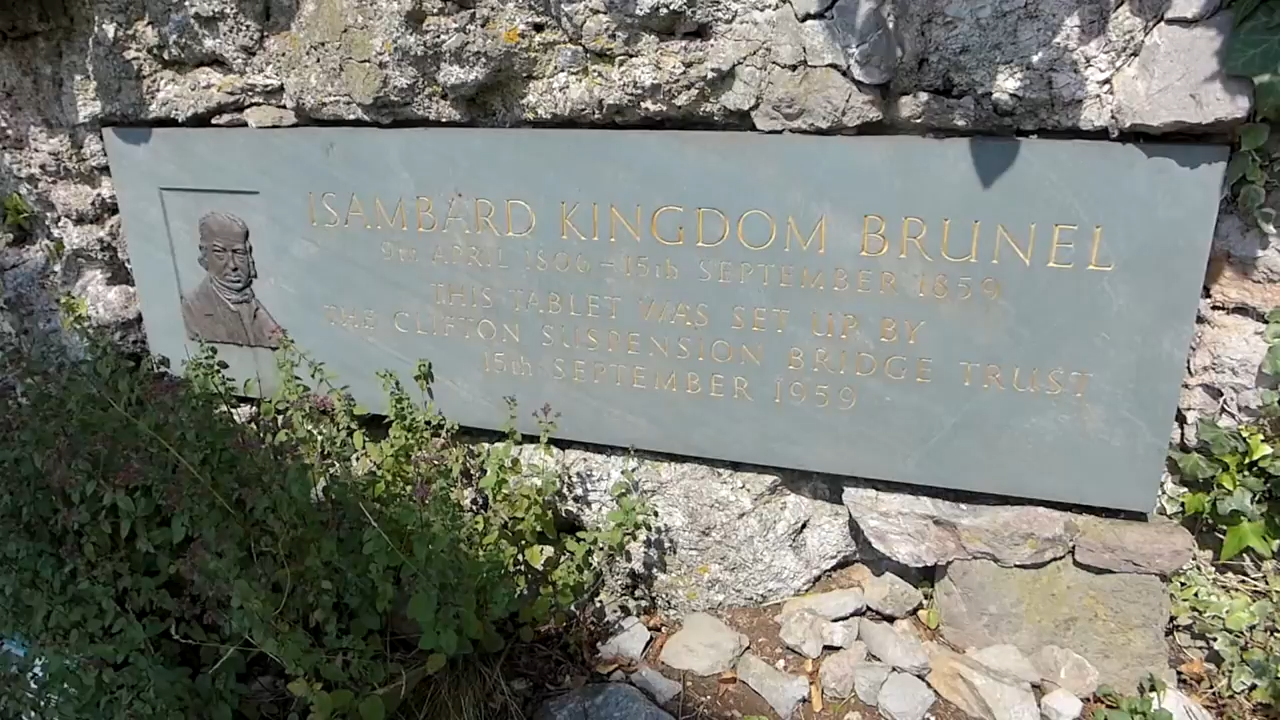 ISAMBARD KINGDOM BRUNEL
9th APRIL 1806 – 15th SEPTEMBER 1859
THIS TABLET WAS SET UP BY
THE CLIFTON SUSPENSION BRIDGE TRUST
15th SEPTEMBER 1959